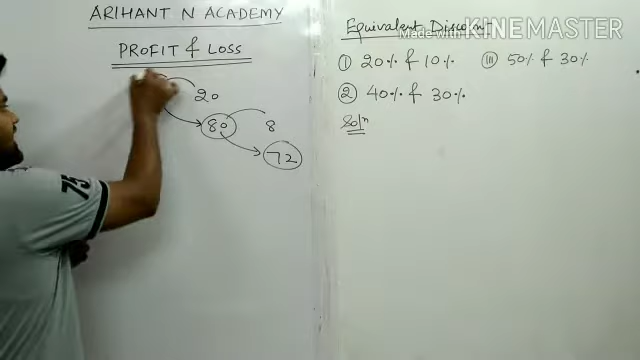 ARIHANT N ACADEMY
PROFIT & LOSS
20
80 8
72
Equivalent Discount
Made with KINEMASTER
① 20% & 10% ⓘⓘⓘ 50% & 30%
② 40% & 30%
Soln
75